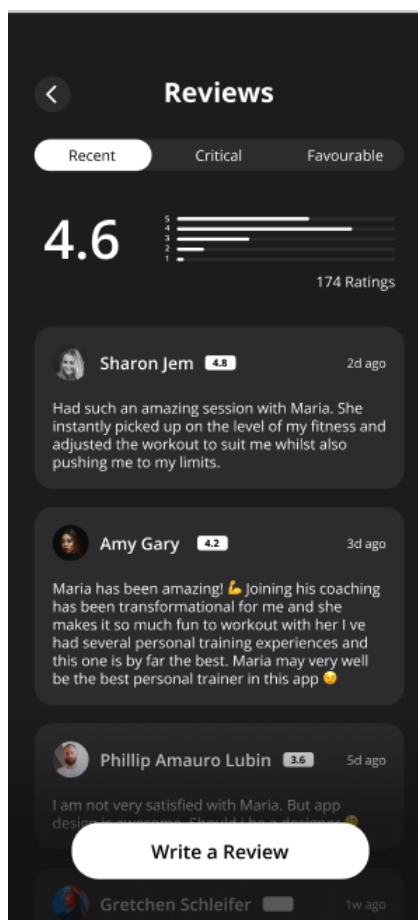 Reviews
Recent Critical Favourable
4.6
5
4
3
2
1
174 Ratings
Sharon Jem 4.8 2d ago
Had such an amazing session with Maria. She
instantly picked up on the level of my fitness and
adjusted the workout to suit me whilst also
pushing me to my limits.
Amy Gary 4.2 3d ago
Maria has been amazing! 💪 Joining his coaching
has been transformational for me and she
makes it so much fun to workout with her I ve
had several personal training experiences and
this one is by far the best. Maria may very well
be the best personal trainer in this app 😉
Phillip Amauro Lubin 3.6 5d ago
I am not very satisfied with Maria. But app
design is awesome. Should i be a designer
Write a Review
Gretchen Schleifer 1w ago